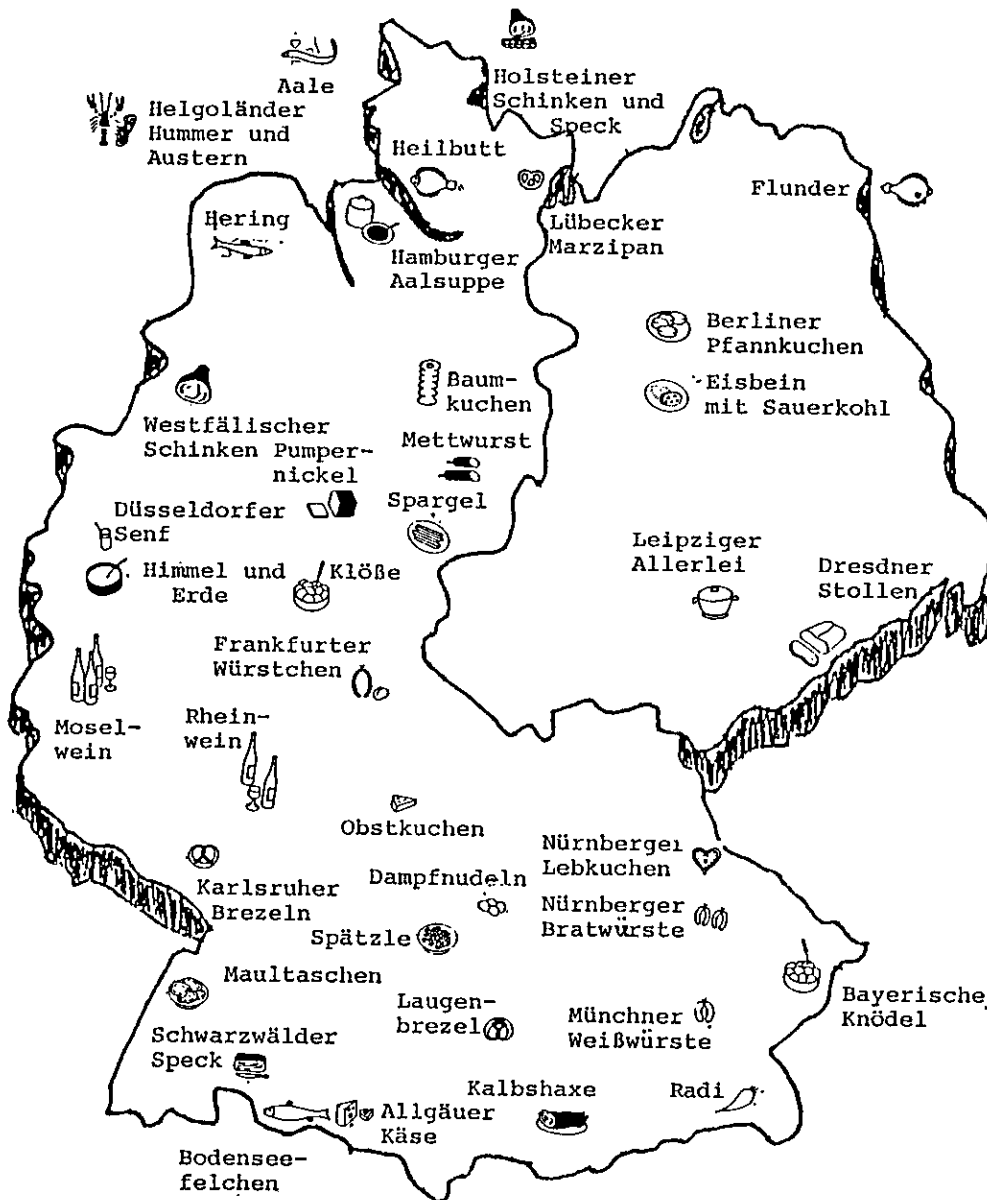 Aale
Holsteiner
Schinken und
Speck
Helgoländer
Hummer und
Austern
Heilbutt
Flunder
Hering
Lübecker
Marzipan
Hamburger
Aalsuppe
Berliner
Pfannkuchen
Baum-
kuchen
Eisbein
mit Sauerkohl
Westfälischer
Schinken
Pumper-
nickel
Mettwurst
Spargel
Düsseldorfer
Senf
Leipziger
Allerlei
Dresdner
Stollen
Himmel und
Erde
Klöße
Frankfurter
Würstchen
Mosel-
wein
Rhein-
wein
Obstkuchen
Nürnberger
Lebkuchen
Karlsruher
Brezeln
Dampfnudeln
Nürnberger
Bratwürste
Spätzle
Maultaschen
Laugen-
brezel
Münchner
Weißwürste
Bayerische
Knödel
Schwarzwälder
Speck
Kalbshaxe
Radi
Allgäuer
Käse
Bodensee-
felchen